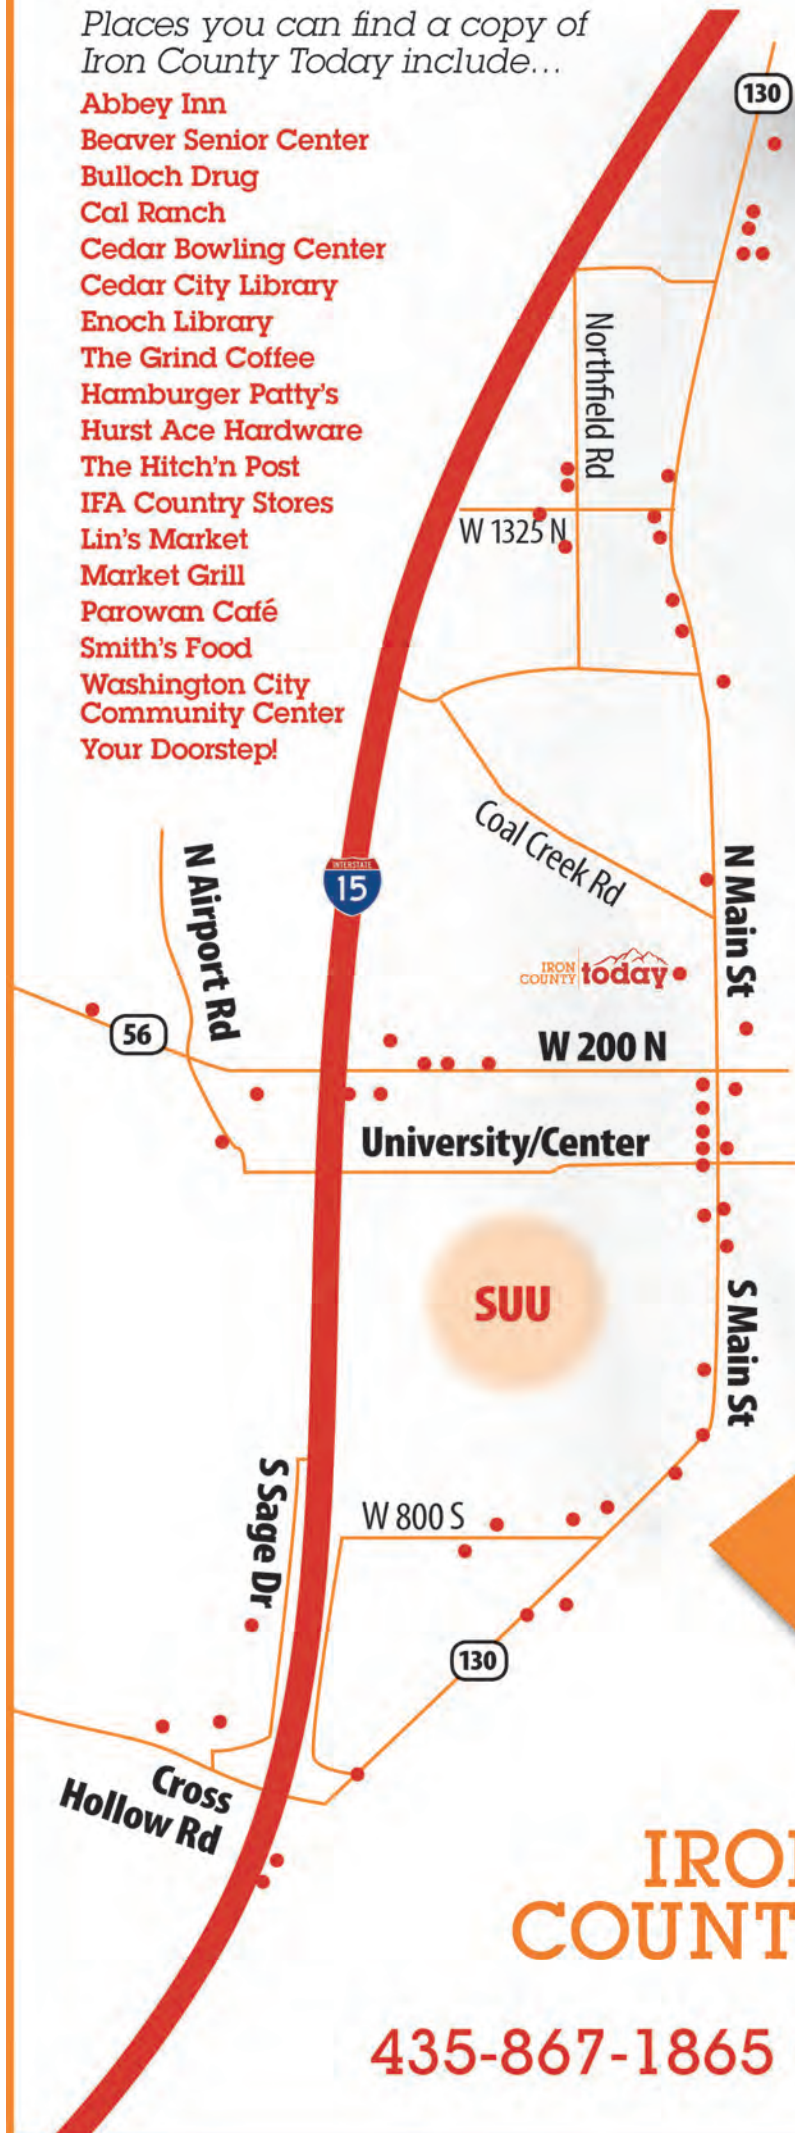 Places you can find a copy of
Iron County Today include...
Abbey Inn
Beaver Senior Center
Bulloch Drug
Cal Ranch
Cedar Bowling Center
Cedar City Library
Enoch Library
The Grind Coffee
Hamburger Patty's
Hurst Ace Hardware
The Hitch'n Post
IFA Country Stores
Lin's Market
Market Grill
Parowan Café
Smith's Food
Washington City
Community Center
Your Doorstep!
130
Northfield Rd
W 1325 N
Coal Creek Rd
N Airport Rd
INTERSTATE
15
N Main St
IRON
COUNTY
today
56
W 200 N
University/Center
SUU
S Main St
S Sage Dr
W 800 S
130
Cross
Hollow Rd
IRO
COUNT
435-867-1865